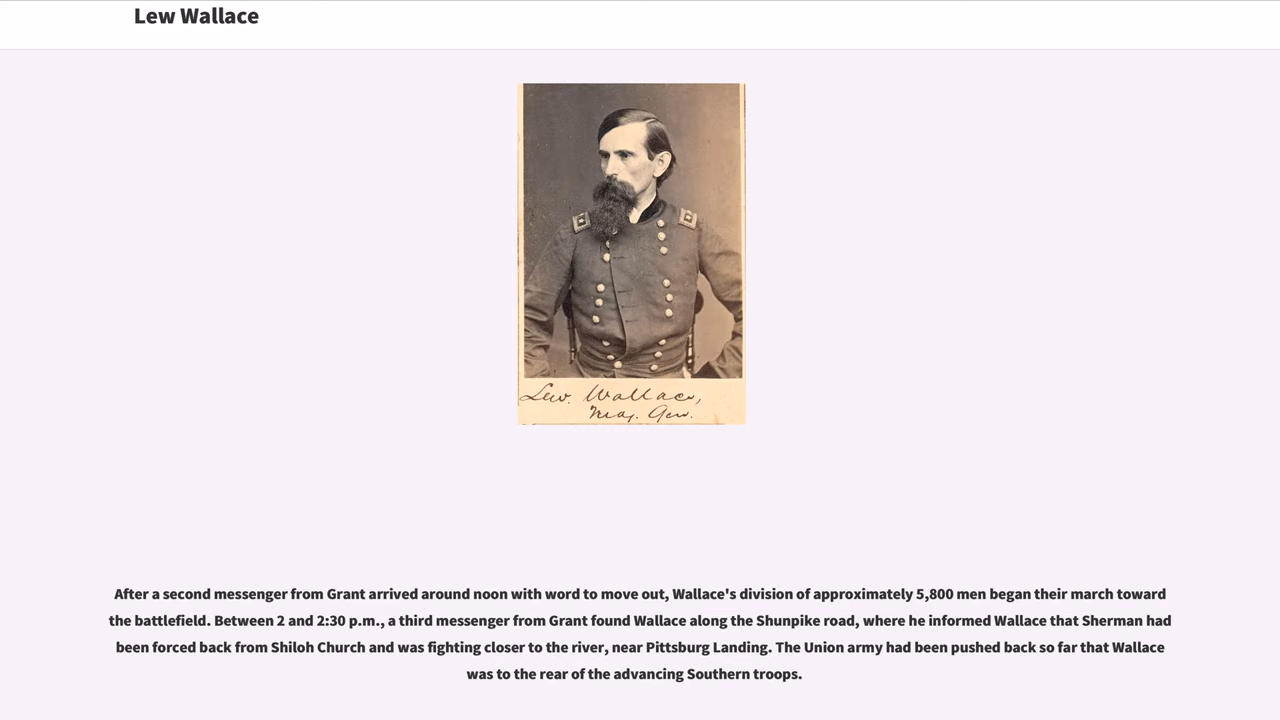 Lew Wallace
Lew. Wallace,
Maj. Gen.
After a second messenger from Grant arrived around noon with word to move out, Wallace's division of approximately 5,800 men began their march toward
the battlefield. Between 2 and 2:30 p.m., a third messenger from Grant found Wallace along the Shunpike road, where he informed Wallace that Sherman had
been forced back from Shiloh Church and was fighting closer to the river, near Pittsburg Landing. The Union army had been pushed back so far that Wallace
was to the rear of the advancing Southern troops.